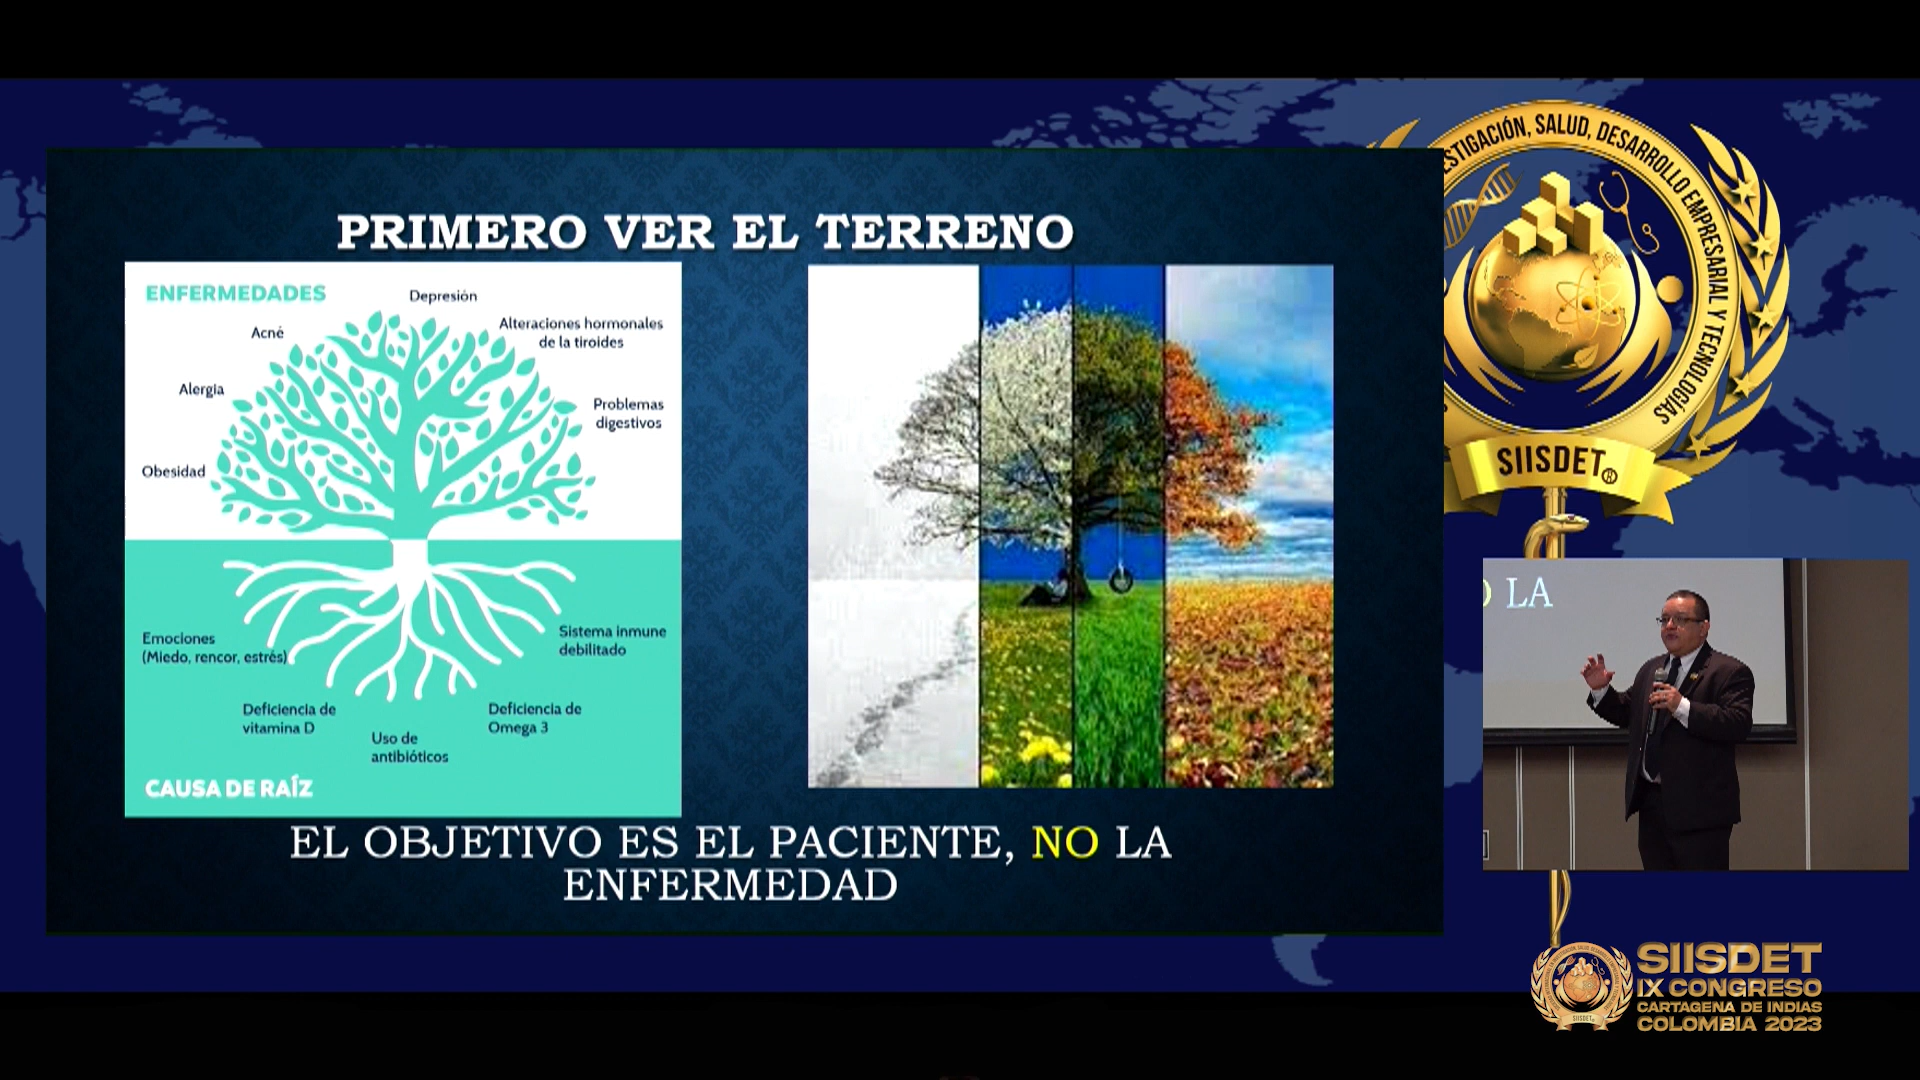 PRIMERO VER EL TERRENO
ENFERMEDADES
Depresión
Acné
Alteraciones hormonales
de la tiroides
Alergia
Problemas
digestivos
Obesidad
Emociones
(Miedo, rencor, estrés)
Sistema inmune
debilitado
Deficiencia de
vitamina D
Deficiencia de
Omega 3
Uso de
antibióticos
CAUSA DE RAÍZ
EL OBJETIVO ES EL PACIENTE, NO LA
ENFERMEDAD
SALUD, DESARROLLO EMPRESARIAL Y TECNOLOGÍAS
SIISDET®
LA
SIISDET
IX CONGRESO
CARTAGENA DE INDIAS
COLOMBIA 2023